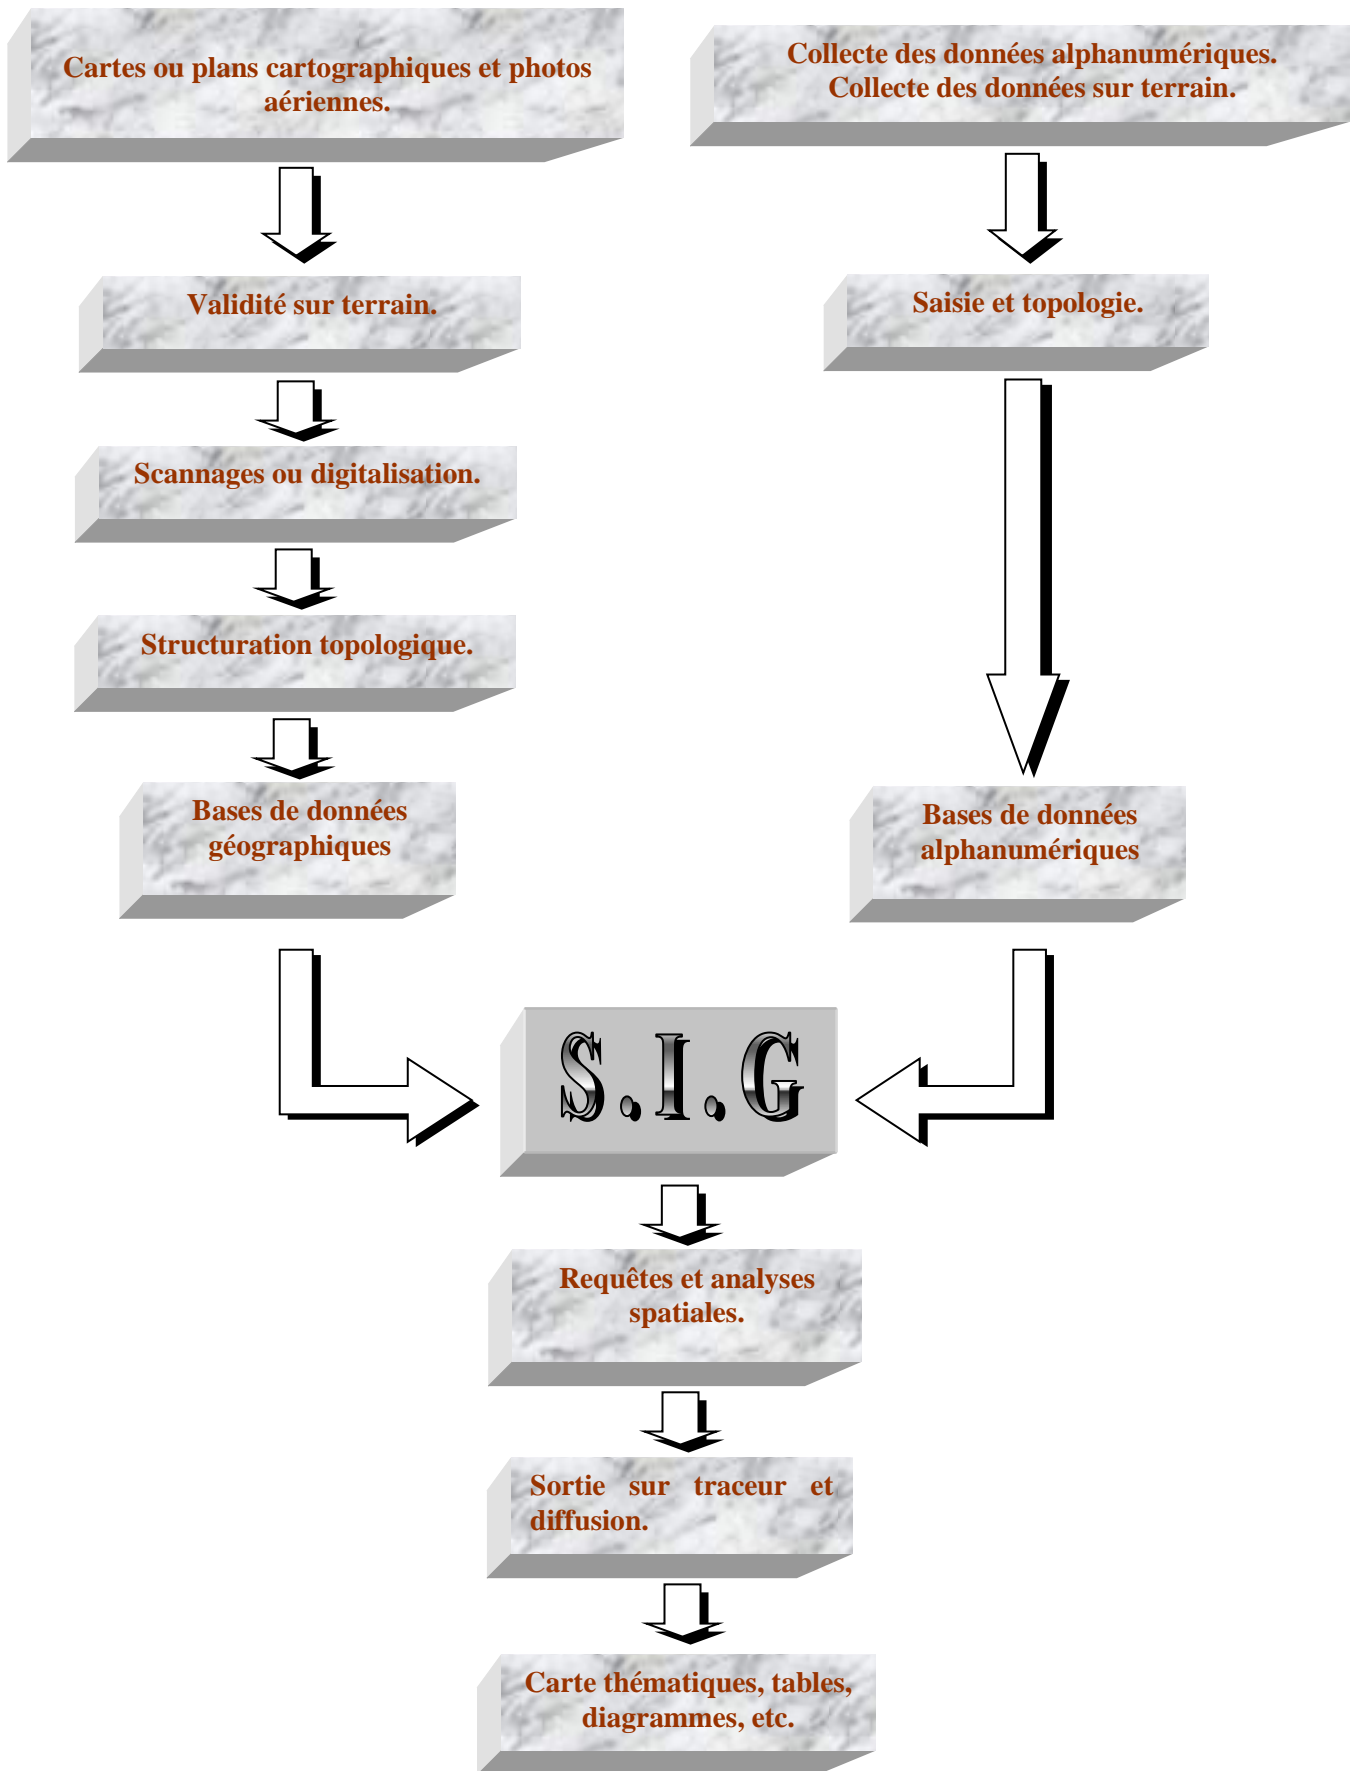 Cartes ou plans cartographiques et photos
aériennes.
Collecte des données alphanumériques.
Collecte des données sur terrain.
Validité sur terrain.
Saisie et topologie.
Scannages ou digitalisation.
Structuration topologique.
Bases de données
géographiques
Bases de données
alphanumériques
S.I.G
Requêtes et analyses
spatiales.
Sortie sur traceur et
diffusion.
Carte thématiques, tables,
diagrammes, etc.